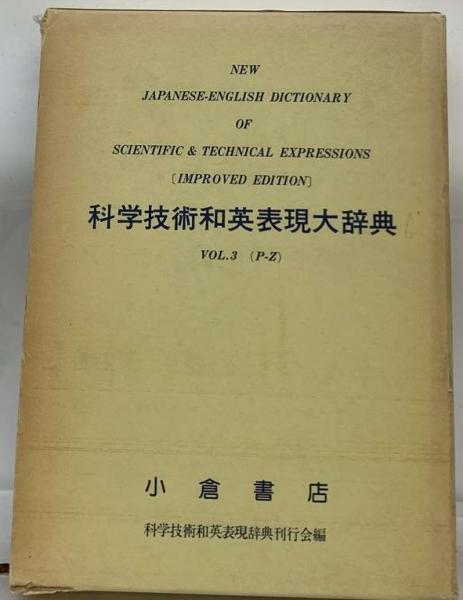 NEW
JAPANESE-ENGLISH DICTIONARY
OF
SCIENTIFIC & TECHNICAL EXPRESSIONS
〔IMPROVED EDITION〕
科学技術和英表現大辞典
VOL.3 〔P-Z〕
小倉書店
科学技術和英表現辞典刊行会編